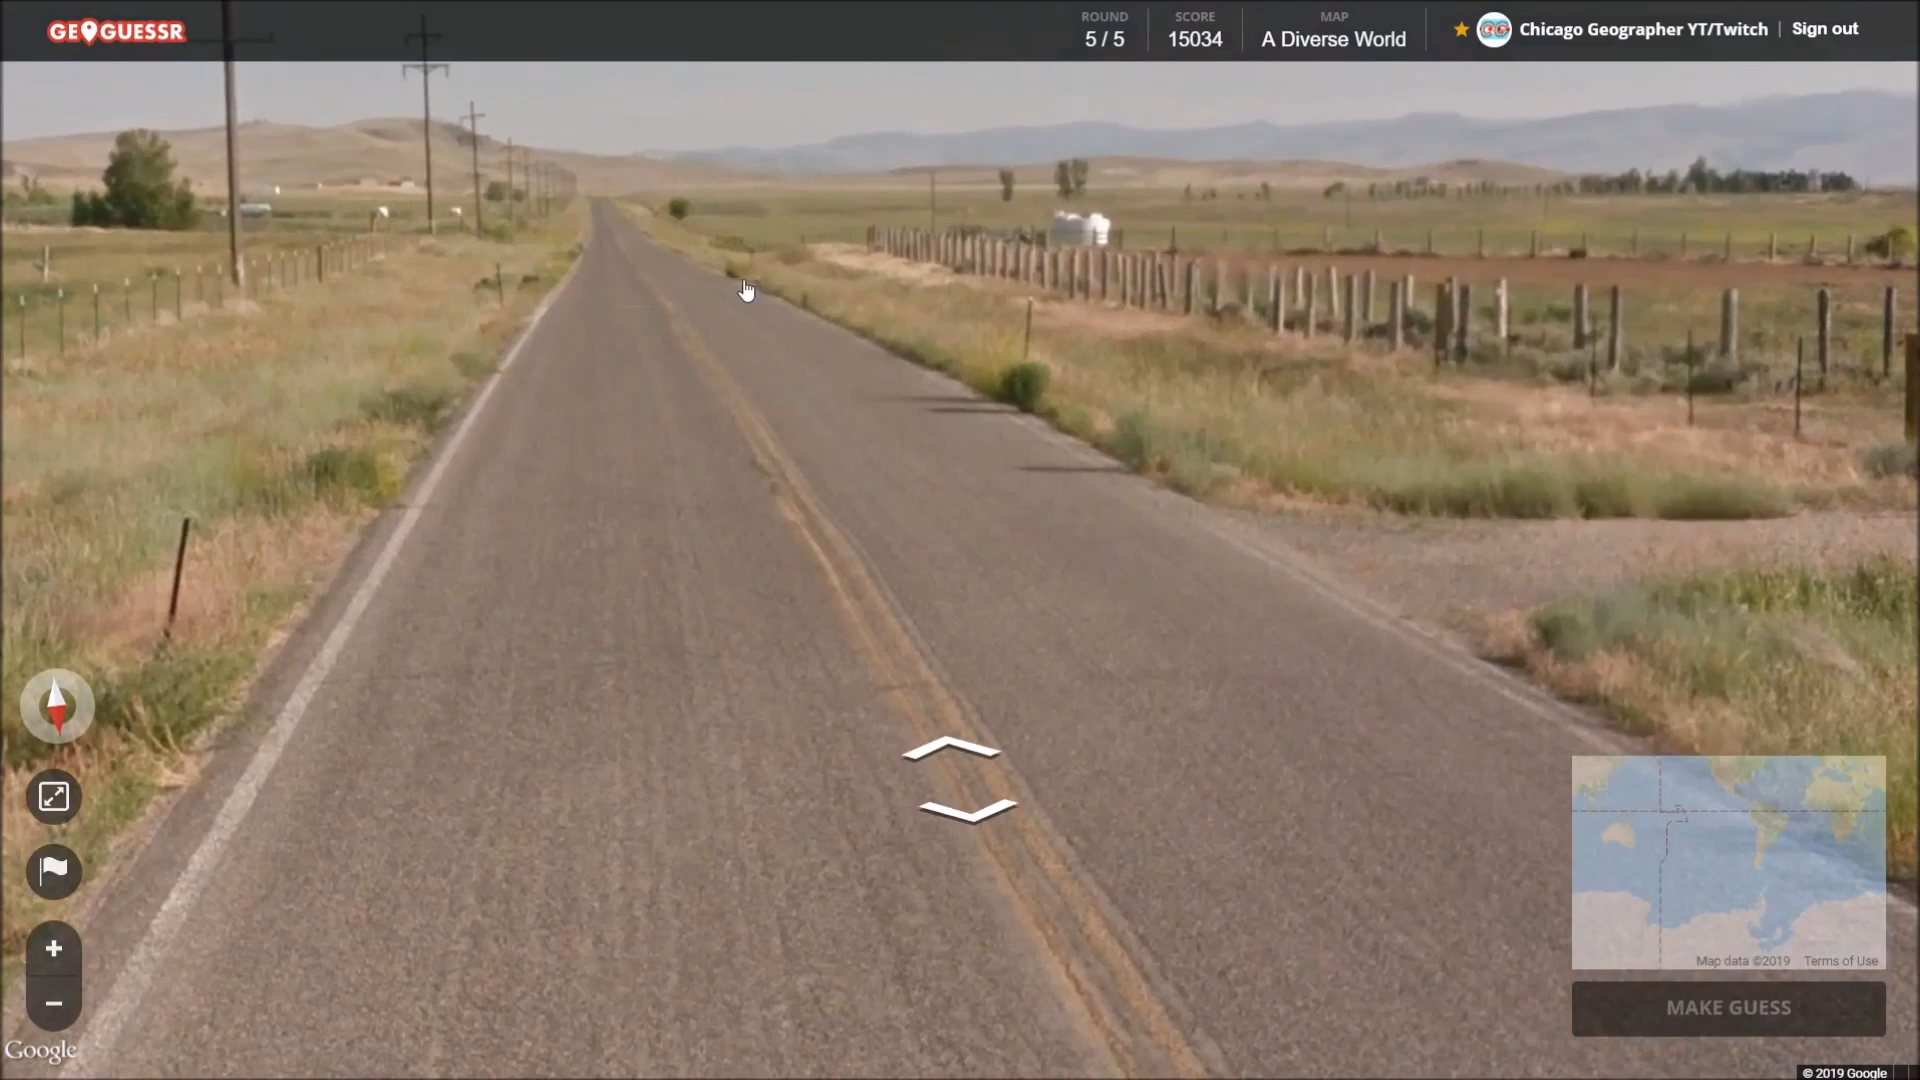 GEOGUESSR
ROUND
5 / 5
SCORE
15034
MAP
A Diverse World
Chicago Geographer YT/Twitch
Sign out
Map data ©2019 Terms of Use
MAKE GUESS
Google
© 2019 Google